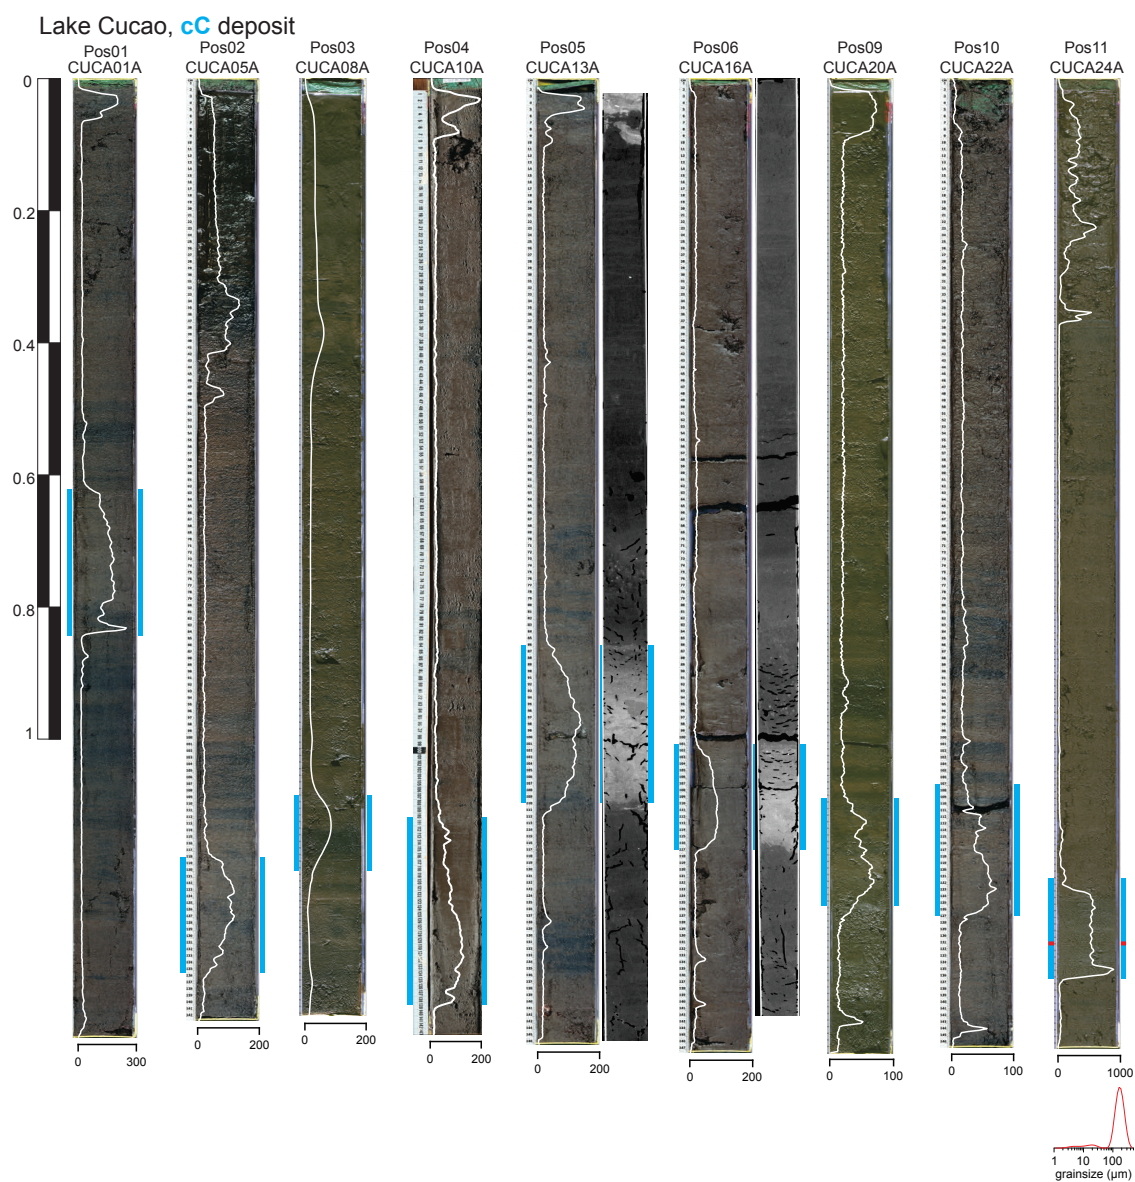 Lake Cucao, cC deposit
Pos01 Pos02 Pos03 Pos04 Pos05 Pos06 Pos09 Pos10 Pos11
CUCA01A CUCA05A CUCA08A CUCA10A CUCA13A CUCA16A CUCA20A CUCA22A CUCA24A
0
0.2
0.4
0.6
0.8
1
0 300 0 200 0 200 0 200 0 200 0 200 0 100 0 100 0 1000
1 10 100
grainsize (µm)